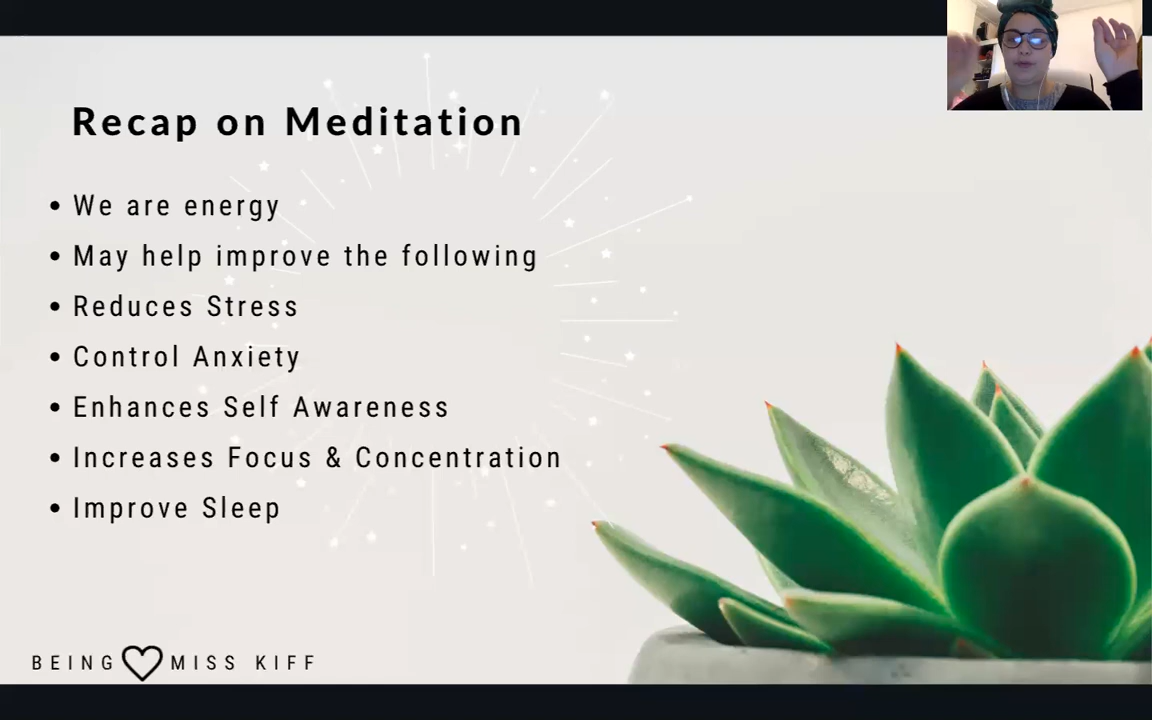 Recap on Meditation
• We are energy
• May help improve the following
• Reduces Stress
• Control Anxiety
• Enhances Self Awareness
• Increases Focus & Concentration
• Improve Sleep
BEING MISS KIFF